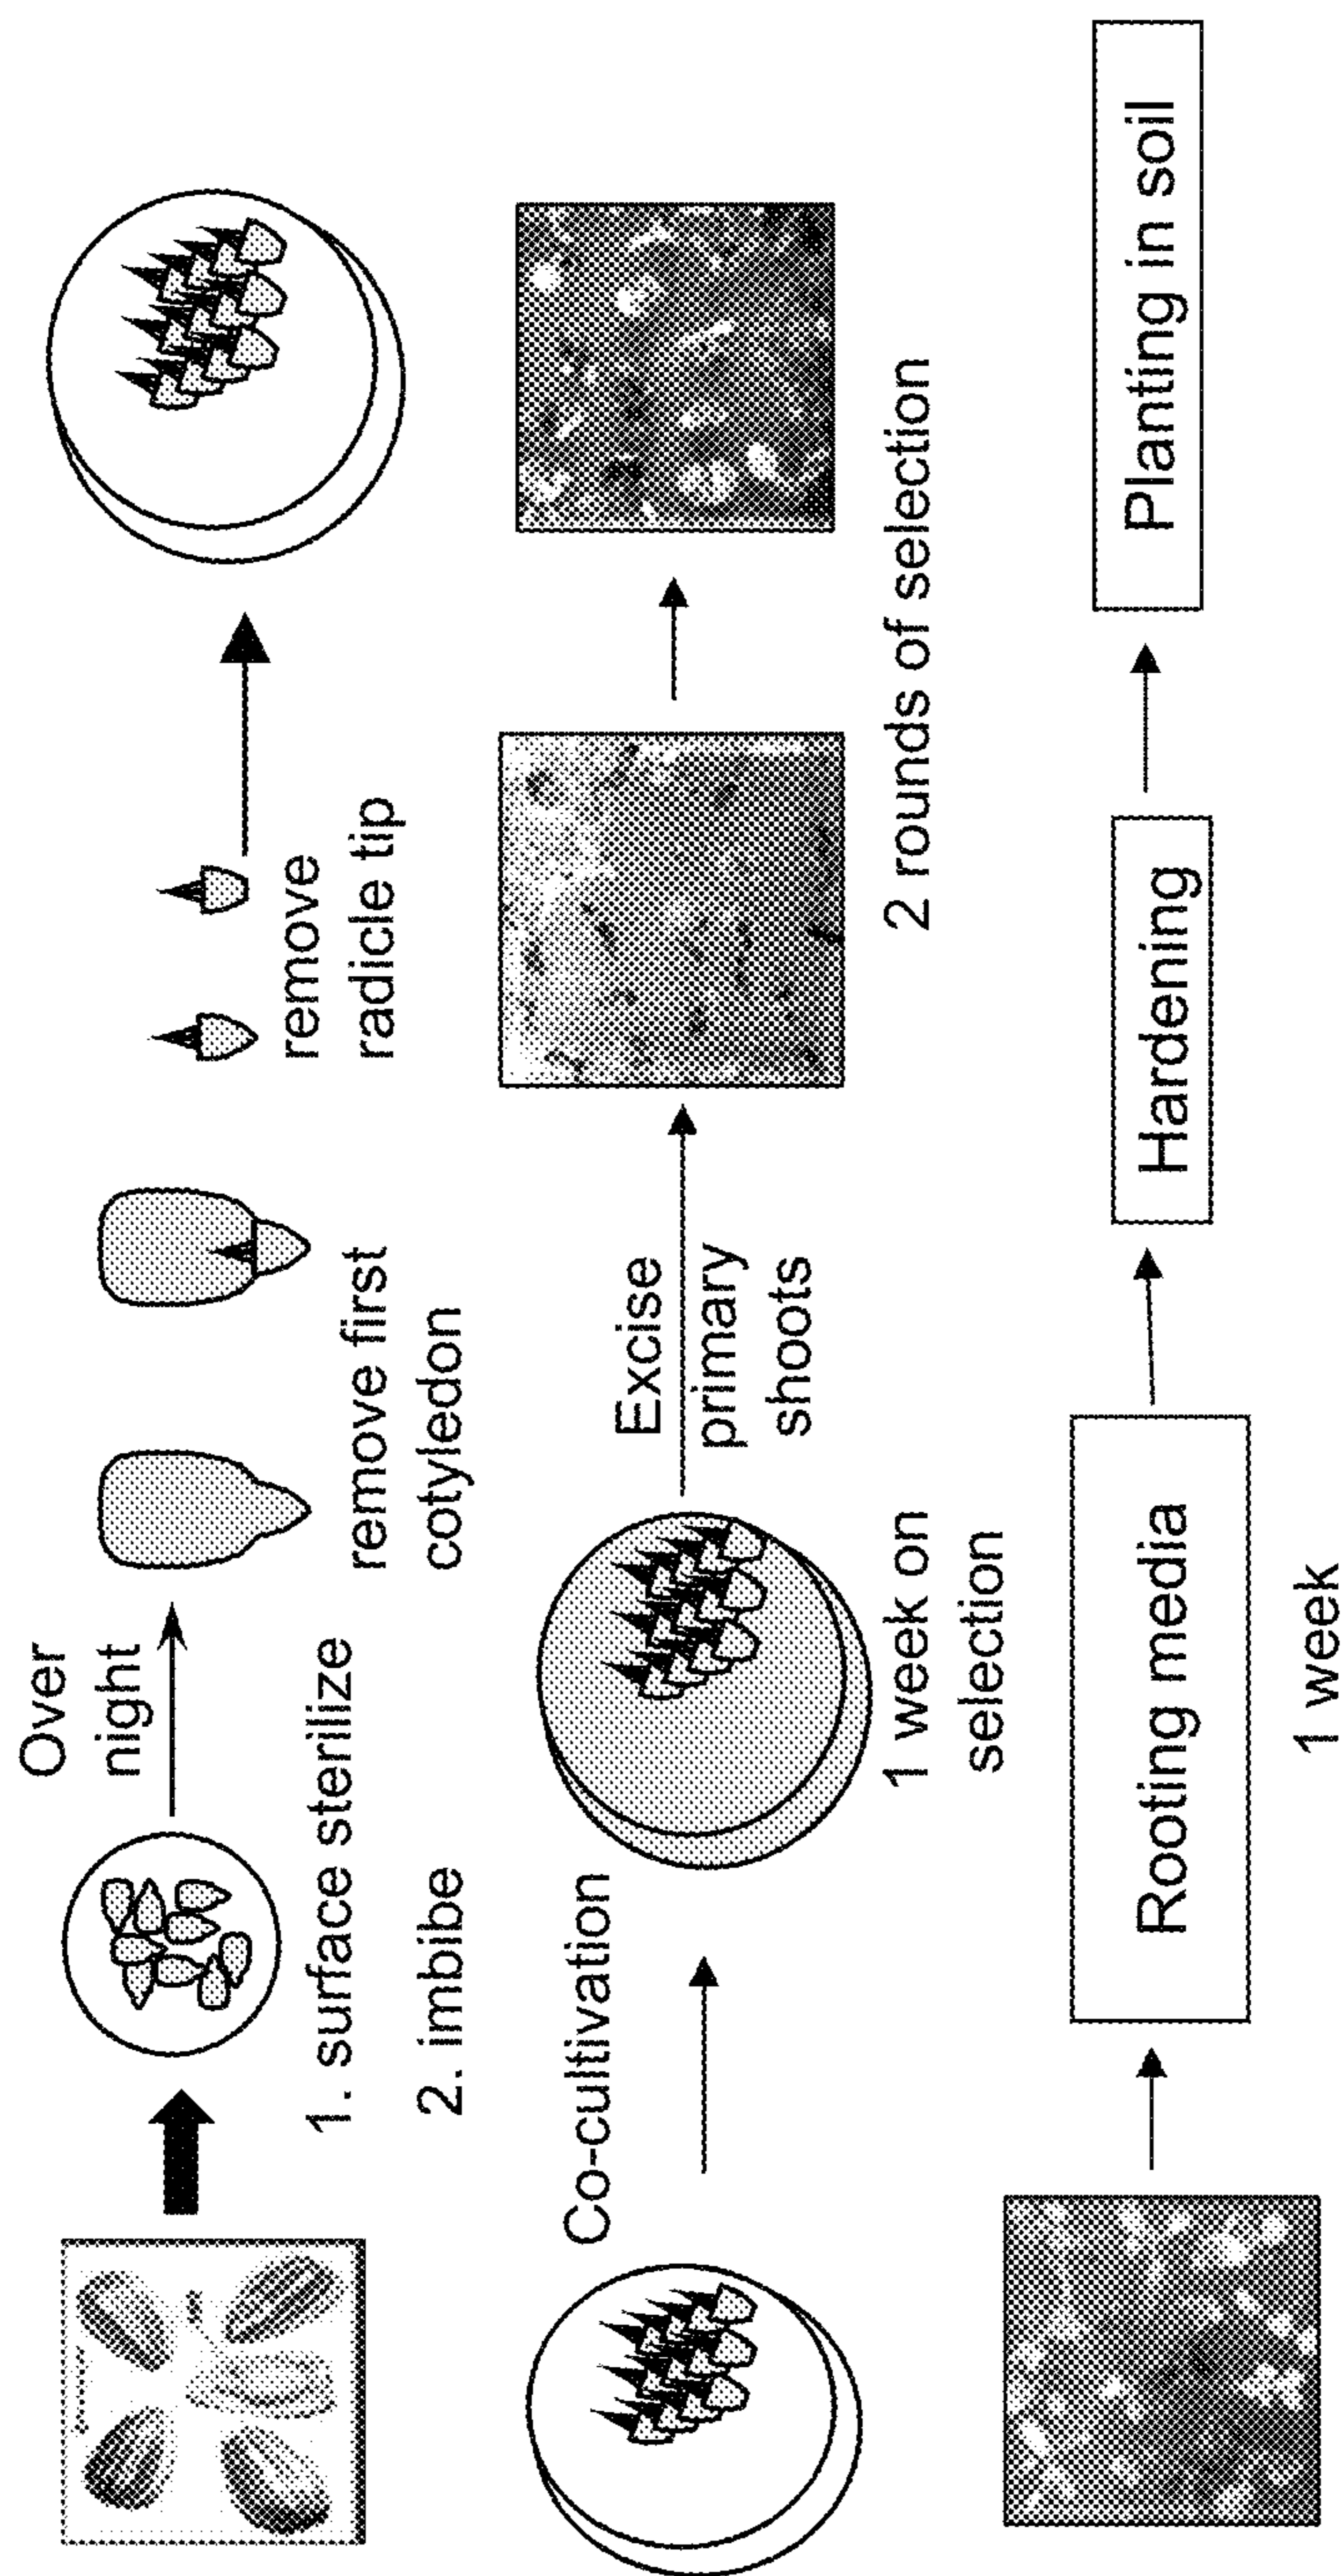 Over
night
1. surface sterilize
2. imbibe
remove first
cotyledon
remove
radicle tip
Co-cultivation
1 week on
selection
Excise
primary
shoots
2 rounds of selection
Rooting media
1 week
Hardening
Planting in soil